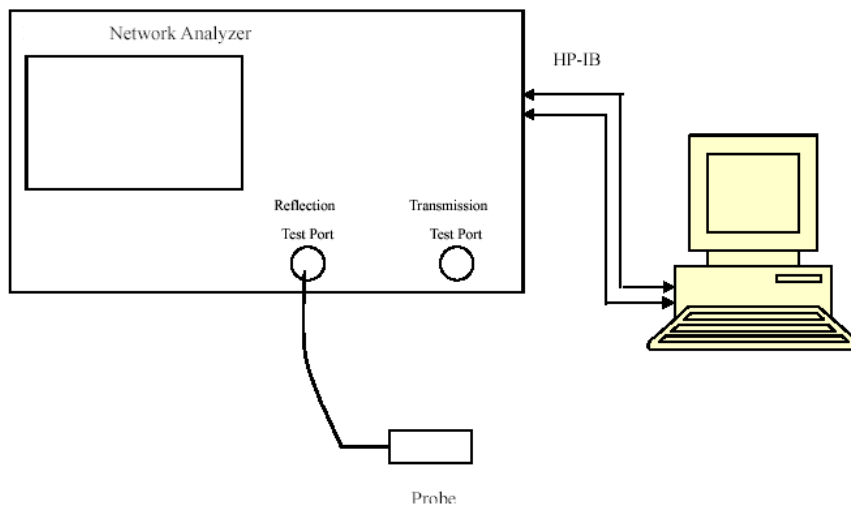 Network Analyzer
HP-IB
Reflection
Test Port
Transmission
Test Port
Probe